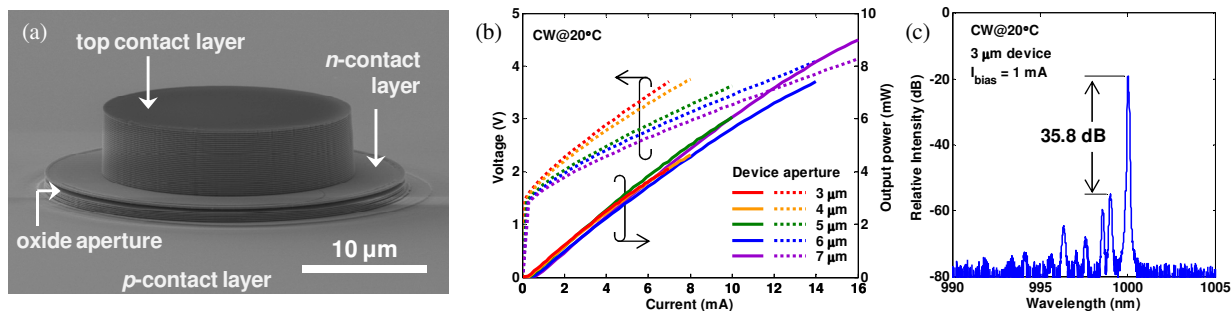 (a)
top contact layer
n-contact
layer
oxide aperture
p-contact layer
10 µm
(b)
CW@20°C
Voltage (V)
5
4
3
2
1
0
Output power (mW)
10
8
6
4
2
0
Device aperture
3 µm
4 µm
5 µm
6 µm
7 µm
0 2 4 6 8 10 12 14 16
Current (mA)
(c)
CW@20°C
3 µm device
Ibias = 1 mA
35.8 dB
Relative Intensity (dB)
0
-20
-40
-60
-80
990 995 1000 1005
Wavelength (nm)